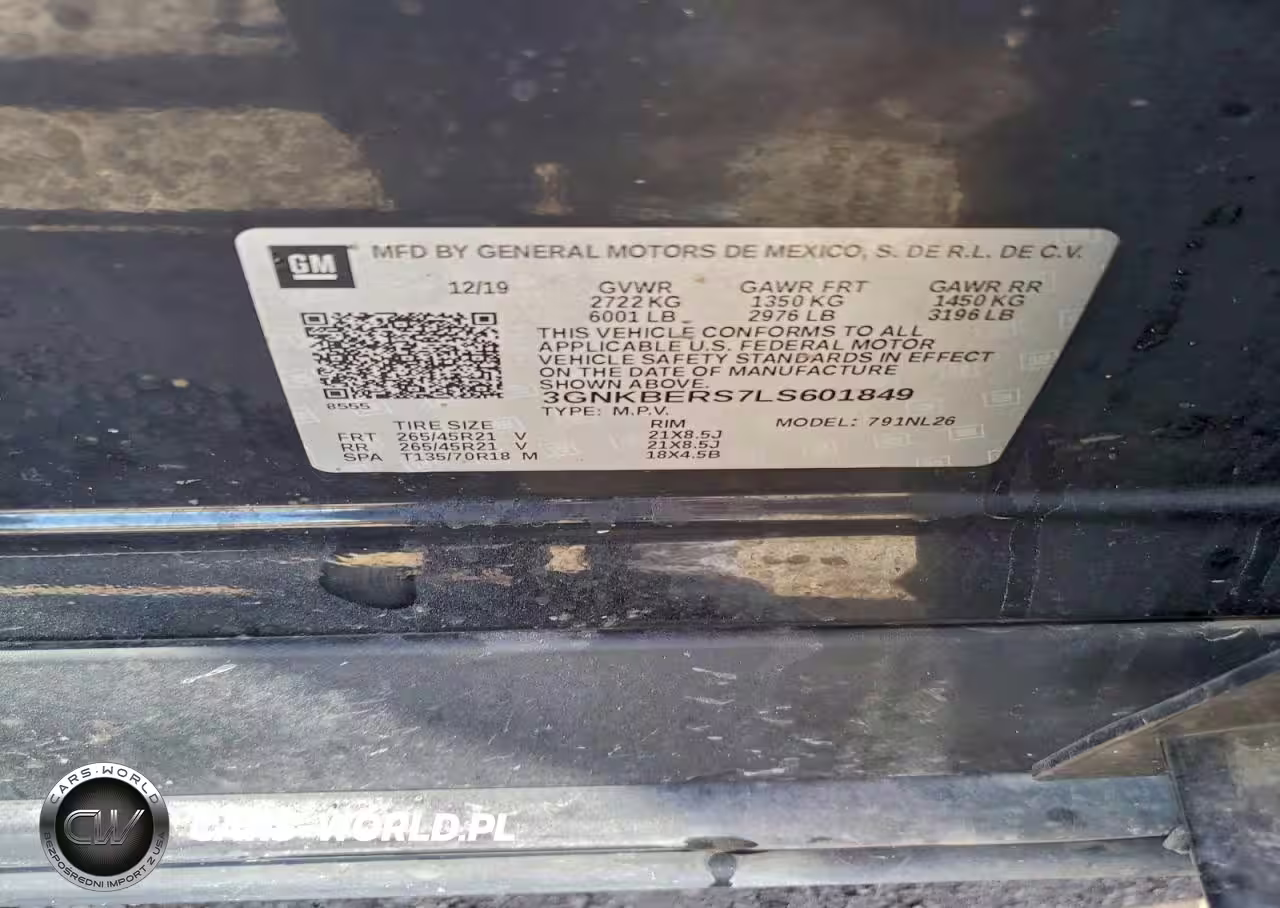 GM
MFD BY GENERAL MOTORS DE MEXICO, S. DE R.L. DE C.V.
12/19 GVWR GAWR FRT GAWR RR
2722 KG 1350 KG 1450 KG
6001 LB 2976 LB 3196 LB
THIS VEHICLE CONFORMS TO ALL
APPLICABLE U.S. FEDERAL MOTOR
VEHICLE SAFETY STANDARDS IN EFFECT
ON THE DATE OF MANUFACTURE
SHOWN ABOVE.
3GNKBERS7LS601849
8555
TYPE: M.P.V. MODEL: 791NL26
TIRE SIZE RIM
FRT 265/45R21 V 21X8.5J
RR 265/45R21 V 21X8.5J
SPA T135/70R18 M 18X4.5B
CARS-WORLD
CW
BEZPOŚREDNI IMPORT Z USA
CARS-WORLD.PL